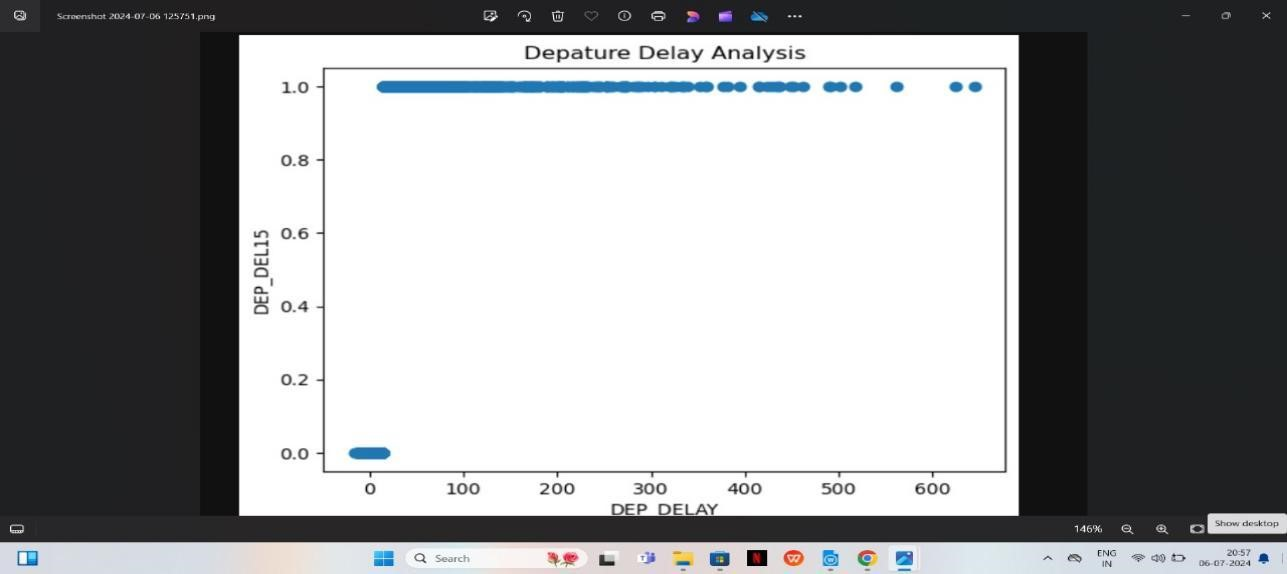 Screenshot 2024-07-06 125751.png
Depature Delay Analysis
1.0
0.8
0.6
0.4
0.2
0.0
DEP_DEL15
0 100 200 300 400 500 600
DEP DELAY
146%
Show desktop
Search
ENG
IN
20:57
06-07-2024